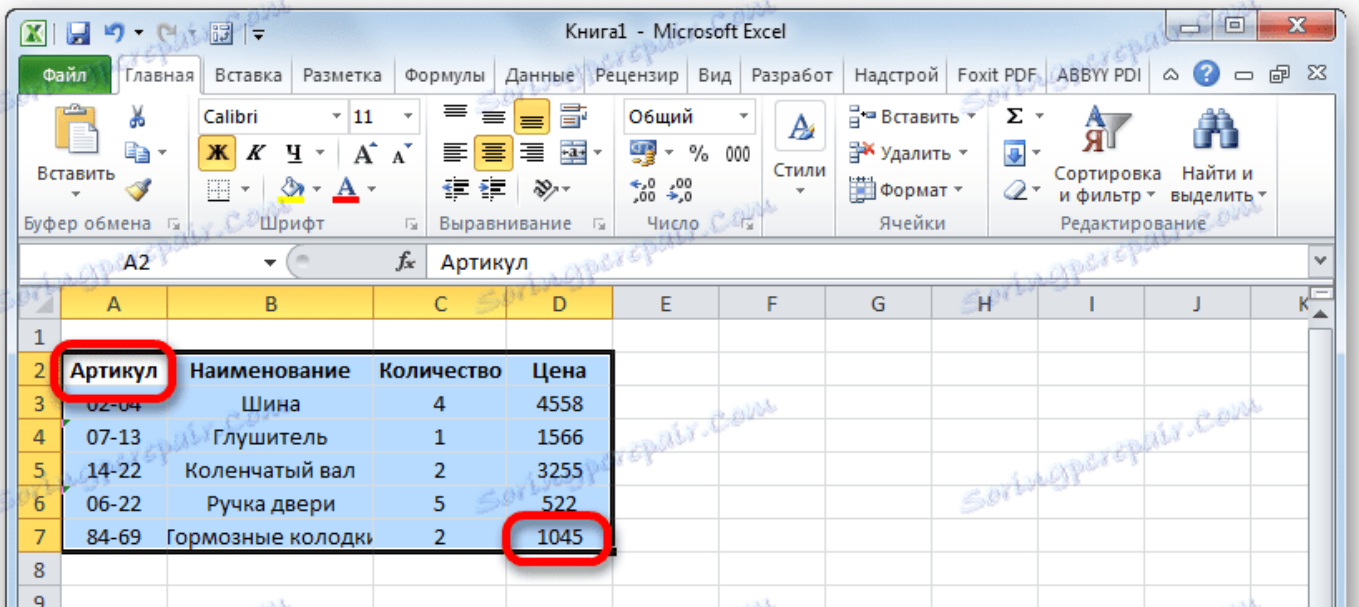 Книга1 - Microsoft Excel
Файл Главная Вставка Разметка Формулы Данные Рецензир Вид Разработ Надстрой Foxit PDF ABBYY PDI
Calibri 11 Общий Вставить Σ
Ж К Ч A A % 000 Удалить
Вставить Стили Сортировка и фильтр Найти и выделить
A ,0 ,00 ,00 ,0 Формат
Буфер обмена Шрифт Выравнивание Число Ячейки Редактирование
A2 fx Артикул
A B C D E F G H I J K
1
2 Артикул Наименование Количество Цена
3 02-04 Шина 4 4558
4 07-13 Глушитель 1 1566
5 14-22 Коленчатый вал 2 3255
6 06-22 Ручка двери 5 522
7 84-69 Тормозные колодки 2 1045
8
9